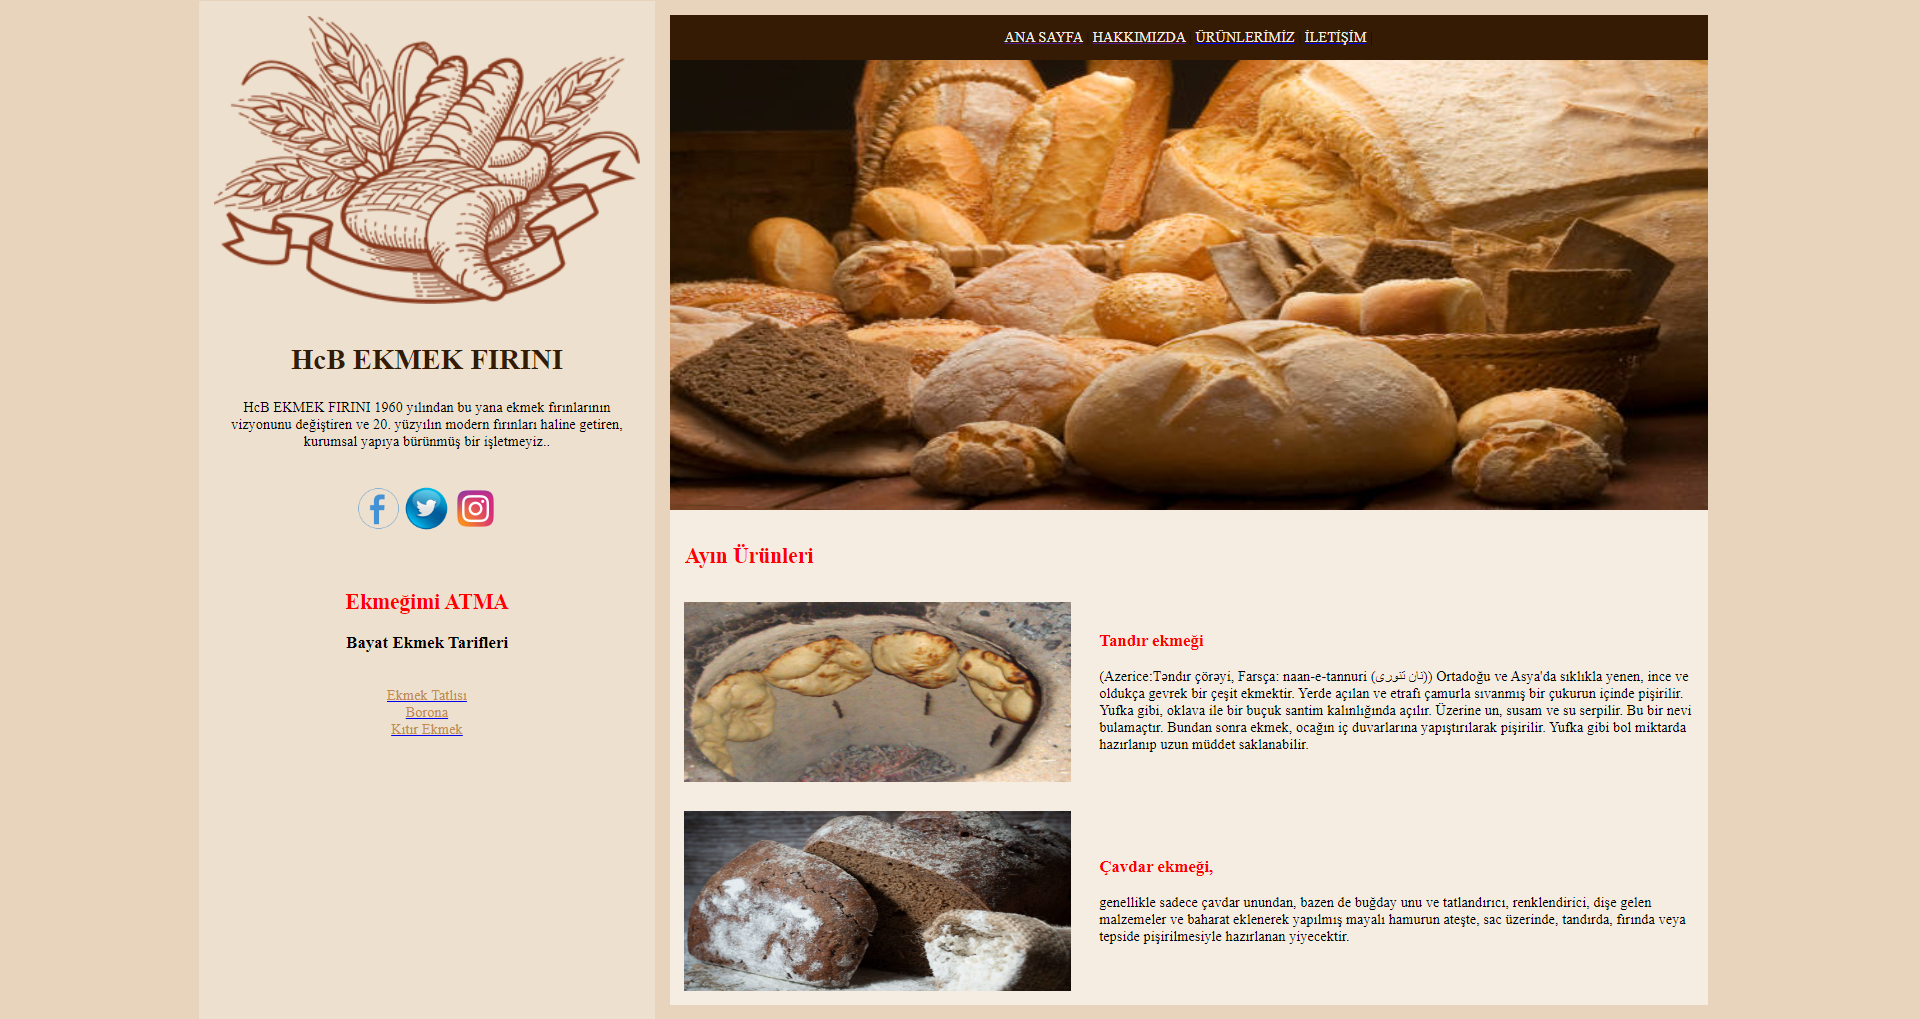 HcB EKMEK FIRINI
HcB EKMEK FIRINI 1960 yılından bu yana ekmek fırınlarının
vizyonunu değiştiren ve 20. yüzyılın modern fırınları haline getiren,
kurumsal yapıya bürünmüş bir işletmeyiz..
Ekmeğimi ATMA
Bayat Ekmek Tarifleri
Ekmek Tatlısı
Borona
Kıtır Ekmek
ANA SAYFA HAKKIMIZDA ÜRÜNLERİMİZ İLETİŞİM
Ayın Ürünleri
Tandır ekmeği
(Azerice:Təndır çörəyi, Farsça: naan-e-tannuri (نان تنوری)) Ortadoğu ve Asya'da sıklıkla yenen, ince ve
oldukça gevrek bir çeşit ekmektir. Yerde açılan ve etrafı çamurla sıvanmış bir çukurun içinde pişirilir.
Yufka gibi, oklava ile bir buçuk santim kalınlığında açılır. Üzerine un, susam ve su serpilir. Bu bir nevi
bulamaçtır. Bundan sonra ekmek, ocağın iç duvarlarına yapıştırılarak pişirilir. Yufka gibi bol miktarda
hazırlanıp uzun müddet saklanabilir.
Çavdar ekmeği,
genellikle sadece çavdar unundan, bazen de buğday unu ve tatlandırıcı, renklendirici, dişe gelen
malzemeler ve baharat eklenerek yapılmış mayalı hamurun ateşte, sac üzerinde, tandırda, fırında veya
tepside pişirilmesiyle hazırlanan yiyecektir.